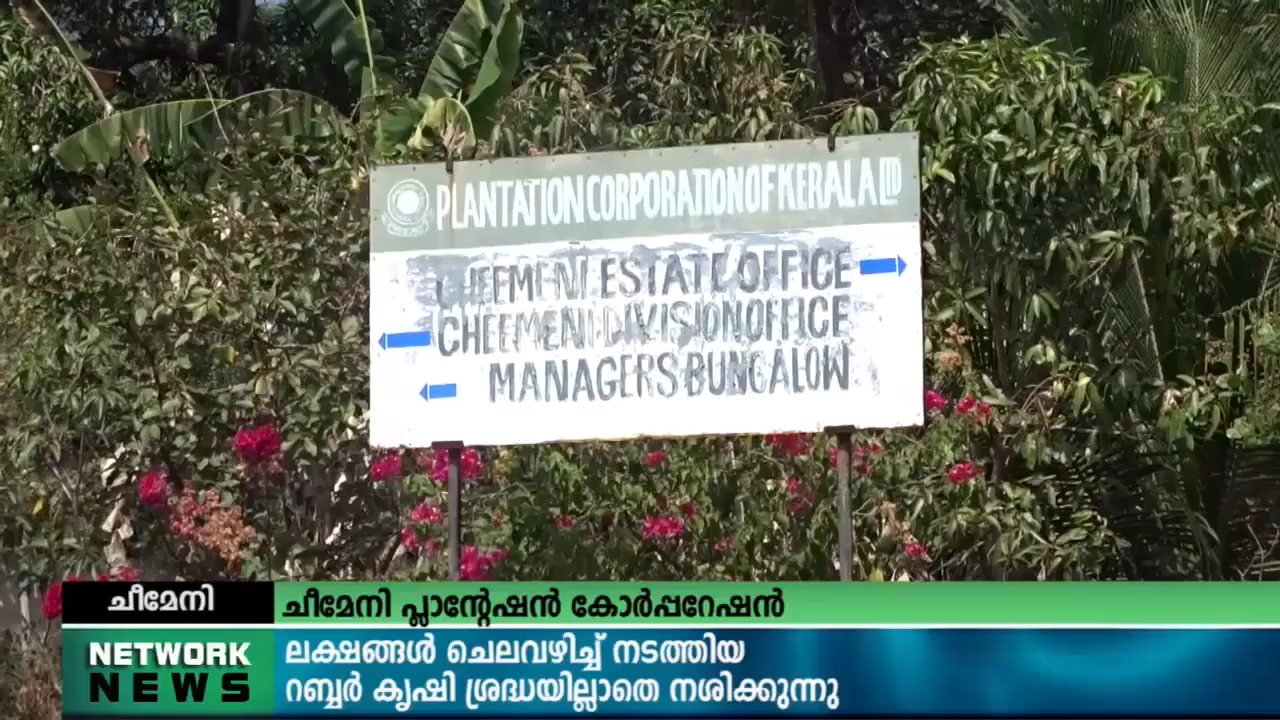 PLANTATION CORPORATION OF KERALA LTD
CHEEMENI ESTATE OFFICE
CHEEMENI DIVISION OFFICE
MANAGERS BUNGALOW
ചീമേനി
ചീമേനി പ്ലാന്റേഷൻ കോർപ്പറേഷൻ
NETWORK
NEWS
ലക്ഷങ്ങൾ ചെലവഴിച്ച് നടത്തിയ
റബ്ബർ കൃഷി ശ്രദ്ധയില്ലാതെ നശിക്കുന്നു